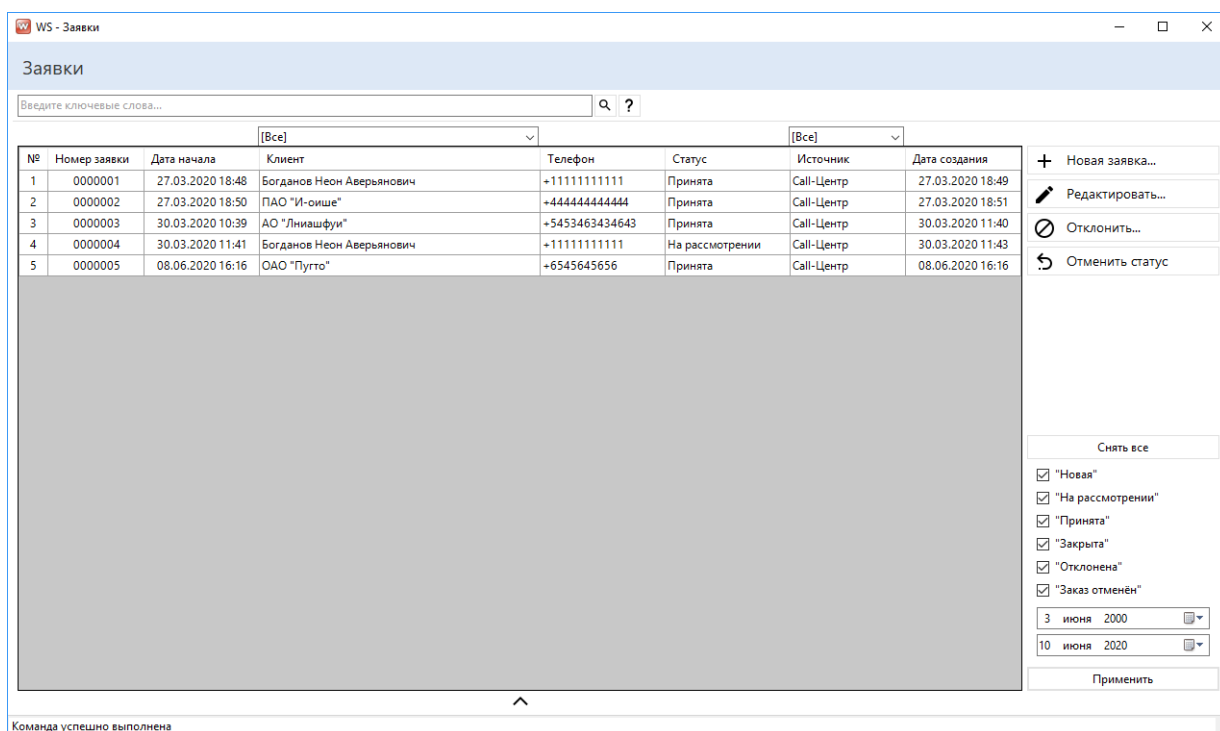 WS - Заявки
Заявки
Введите ключевые слова...
?
[Все] [Все]
№ Номер заявки Дата начала Клиент Телефон Статус Источник Дата создания
1 0000001 27.03.2020 18:48 Богданов Неон Аверьянович +11111111111 Принята Call-Центр 27.03.2020 18:49
2 0000002 27.03.2020 18:50 ПАО "И-оише" +444444444444 Принята Call-Центр 27.03.2020 18:51
3 0000003 30.03.2020 10:39 АО "Лниашфуи" +5453463434643 Принята Call-Центр 30.03.2020 11:40
4 0000004 30.03.2020 11:41 Богданов Неон Аверьянович +11111111111 На рассмотрении Call-Центр 30.03.2020 11:43
5 0000005 08.06.2020 16:16 ОАО "Пугто" +6545645656 Принята Call-Центр 08.06.2020 16:16
Новая заявка...
Редактировать...
Отклонить...
Отменить статус
Снять все
"Новая"
"На рассмотрении"
"Принята"
"Закрыта"
"Отклонена"
"Заказ отменён"
3 июня 2000
10 июня 2020
Применить
Команда успешно выполнена